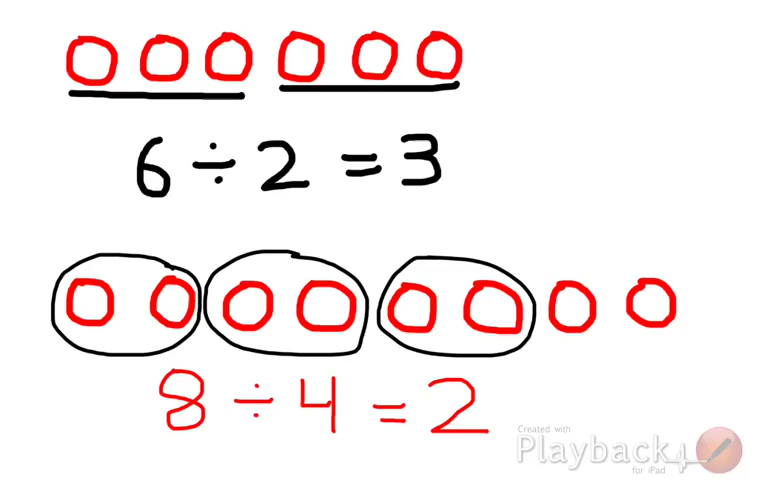 6 ÷ 2 = 3
8 ÷ 4 = 2
Created with
Playback
for iPad